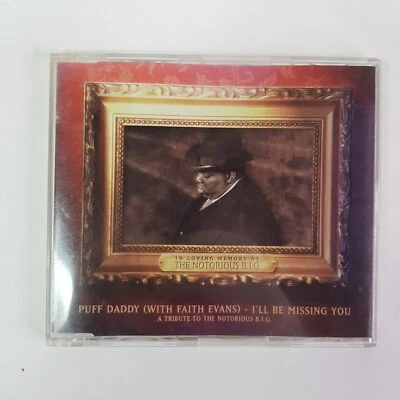 IN LOVING MEMORY OF
THE NOTORIOUS B.I.G.
PUFF DADDY (WITH FAITH EVANS) - I'LL BE MISSING YOU
A TRIBUTE TO THE NOTORIOUS B.I.G.